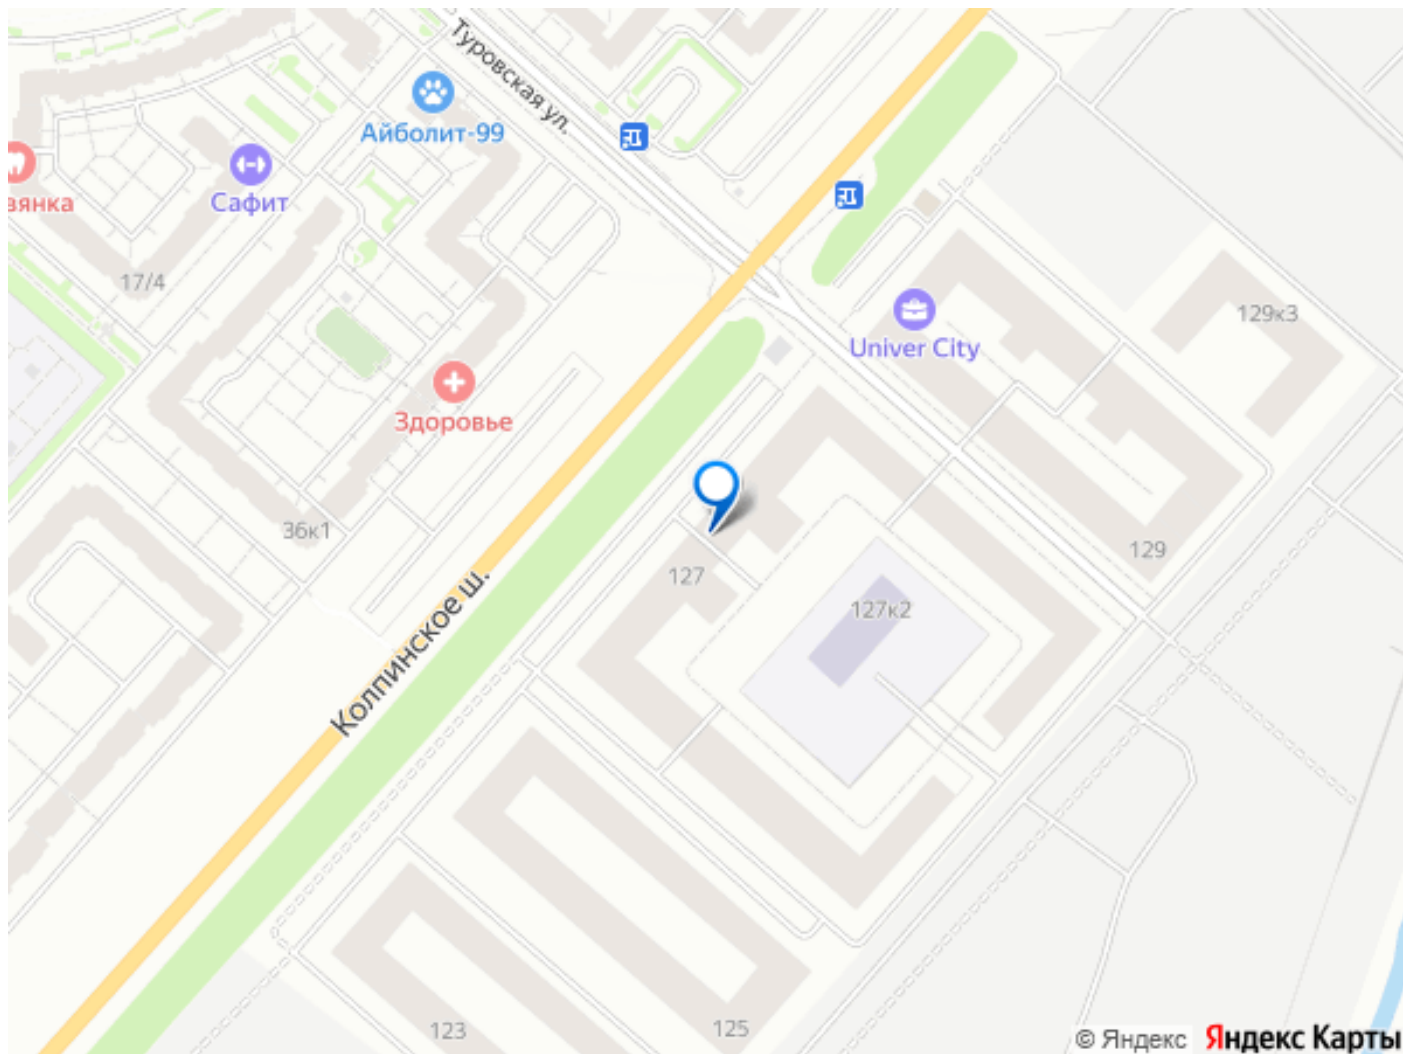 Туровская ул.
Айболит-99
вянка
Сафит
17/4
129к3
Univer City
Здоровье
36к1
129
127
127к2
Колпинское ш.
123
125
© Яндекс Яндекс Карты